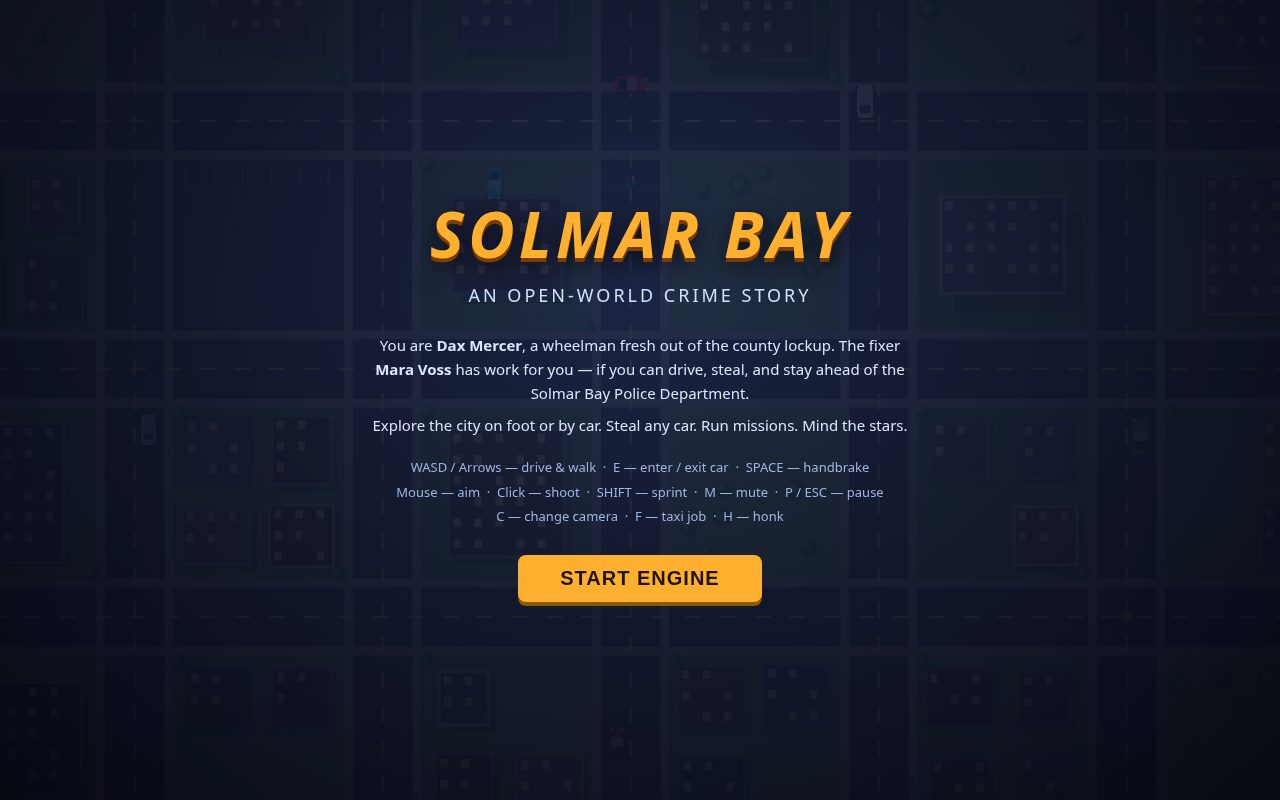 SOLMAR BAY
AN OPEN-WORLD CRIME STORY
You are Dax Mercer, a wheelman fresh out of the county lockup. The fixer
Mara Voss has work for you — if you can drive, steal, and stay ahead of the
Solmar Bay Police Department.
Explore the city on foot or by car. Steal any car. Run missions. Mind the stars.
WASD / Arrows — drive & walk · E — enter / exit car · SPACE — handbrake
Mouse — aim · Click — shoot · SHIFT — sprint · M — mute · P / ESC — pause
C — change camera · F — taxi job · H — honk
START ENGINE